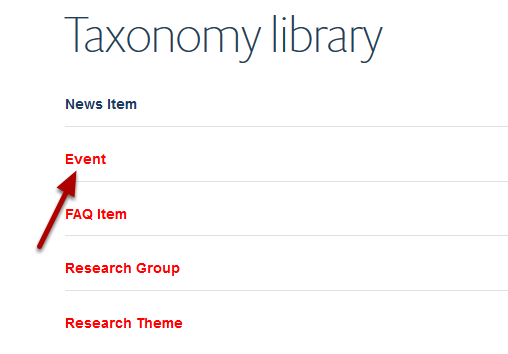 Taxonomy library
News Item
Event
FAQ Item
Research Group
Research Theme